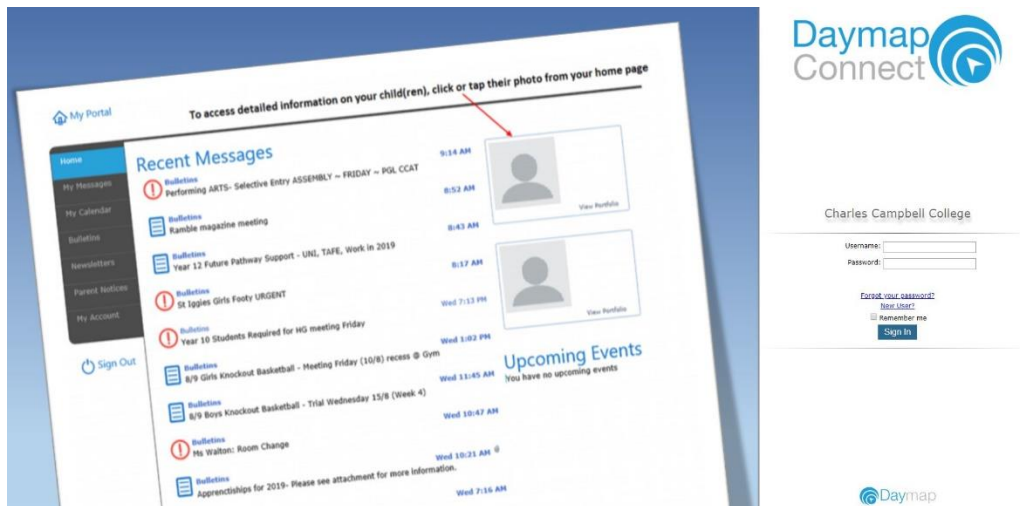 My Portal
To access detailed information on your child(ren), click or tap their photo from your home page
Home
My Messages
My Calendar
Bulletins
Newsletters
Parent Notices
My Account
Sign Out
Recent Messages
Bulletins 9:14 AM
Performing ARTS- Selective Entry ASSEMBLY ~ FRIDAY ~ PGL CCAT
Bulletins 8:52 AM
Ramble magazine meeting
Bulletins 8:43 AM
Year 12 Future Pathway Support - UNI, TAFE, Work in 2019
Bulletins 8:17 AM
St Iggies Girls Footy URGENT
Bulletins Wed 7:13 PM
Year 10 Students Required for HG meeting Friday
Bulletins Wed 1:02 PM
8/9 Girls Knockout Basketball - Meeting Friday (10/8) recess @ Gym
Bulletins Wed 11:45 AM
8/9 Boys Knockout Basketball - Trial Wednesday 15/8 (Week 4)
Bulletins Wed 10:47 AM
Ms Walton: Room Change
Bulletins Wed 10:21 AM
Apprenctiships for 2019- Please see attachment for more information.
Wed 7:16 AM
View Portfolio
View Portfolio
Upcoming Events
You have no upcoming events
Daymap
Connect
Charles Campbell College
Username:
Password:
Forgot your password?
New User?
Remember me
Sign In
Daymap